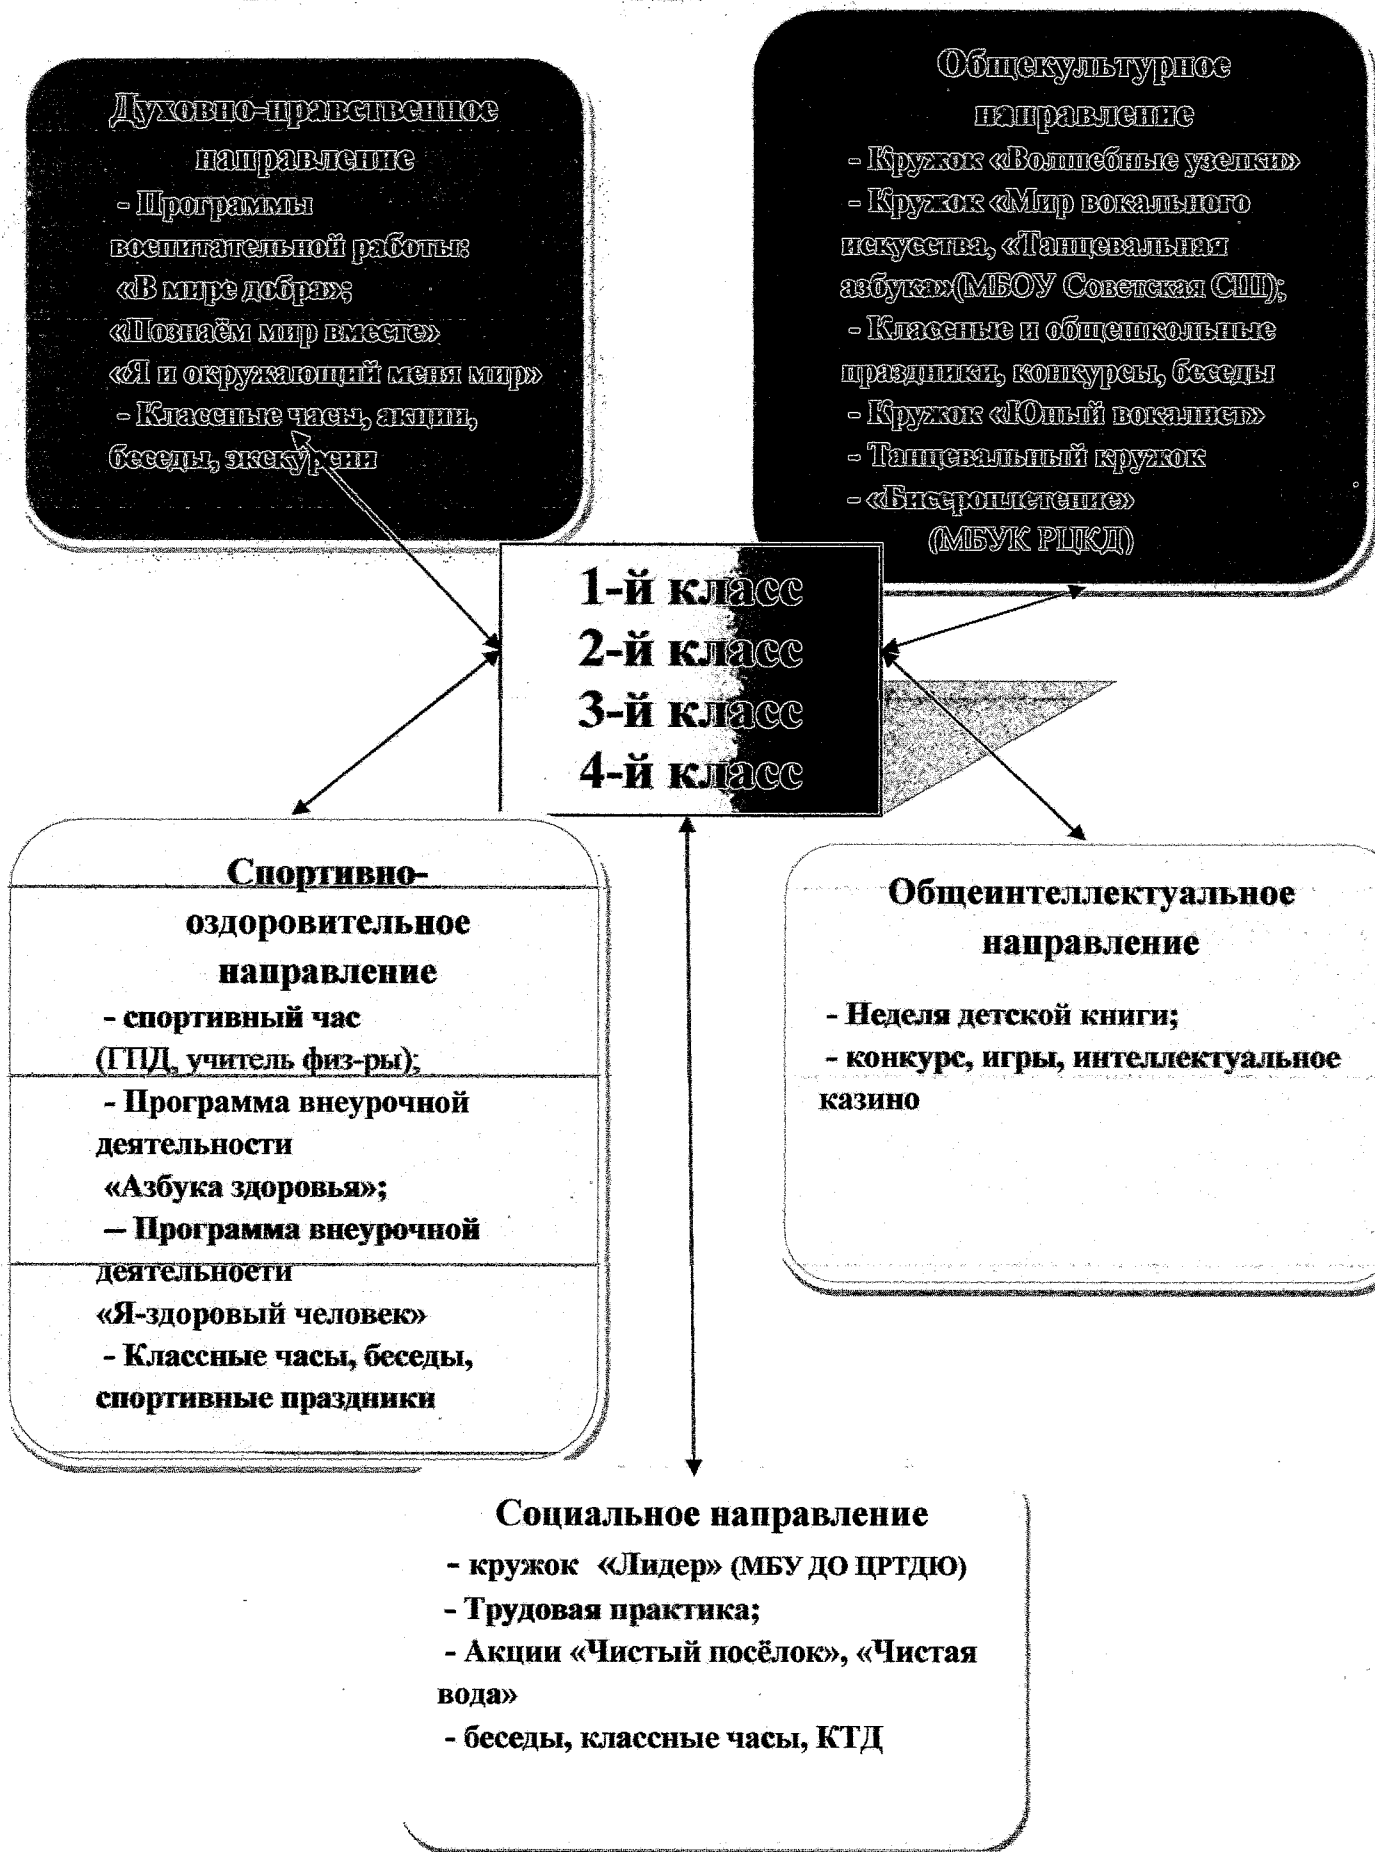 Духовно-нравственное
направление
- Программы
воспитательной работы:
«В мире добра»;
«Познаём мир вместе»
«Я и окружающий меня мир»
- Классные часы, акции,
беседы, экскурсии
Общекультурное
направление
- Кружок «Волшебные узелки»
- Кружок «Мир вокального
искусства, «Танцевальная
азбука»(МБОУ Советская СШ);
- Классные и общешкольные
праздники, конкурсы, беседы
- Кружок «Юный вокалист»
- Танцевальный кружок
- «Бисероплетение»
(МБУК РЦКД)
1-й класс
2-й класс
3-й класс
4-й класс
Спортивно-
оздоровительное
направление
- спортивный час
(ГПД, учитель физ-ры);
- Программа внеурочной
деятельности
«Азбука здоровья»;
– Программа внеурочной
деятельности
«Я-здоровый человек»
- Классные часы, беседы,
спортивные праздники
Общеинтеллектуальное
направление
- Неделя детской книги;
- конкурс, игры, интеллектуальное
казино
Социальное направление
- кружок «Лидер» (МБУ ДО ЦРТДЮ)
- Трудовая практика;
- Акции «Чистый посёлок», «Чистая
вода»
- беседы, классные часы, КТД